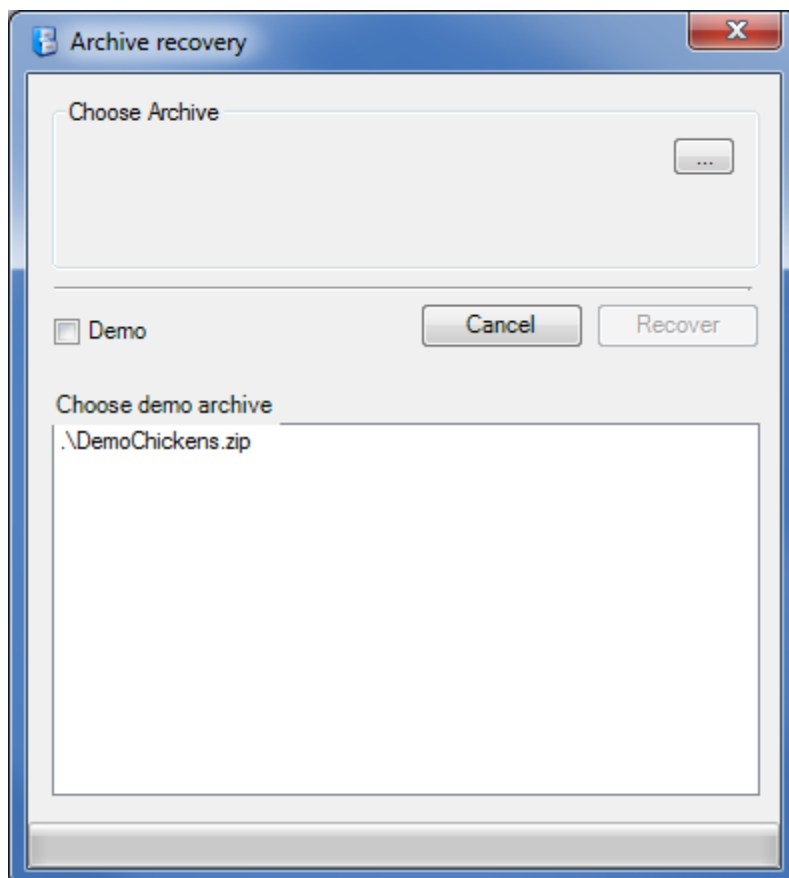 Archive recovery
Choose Archive
...
Demo
Cancel
Recover
Choose demo archive
.\DemoChickens.zip